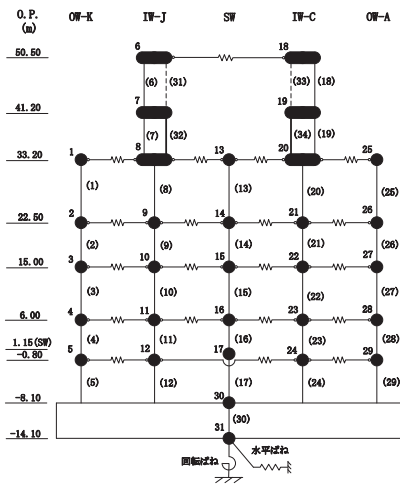 O.P. OW-K IW-J SW IW-C OW-A
(m)
6 18
50.50
(6) (31) (33) (18)
7 19
41.20
(7) (32) (34) (19)
1 8 13 20 25
33.20
(1) (8) (13) (20) (25)
2 9 14 21 26
22.50
(2) (9) (14) (21) (26)
3 10 15 22 27
15.00
(3) (10) (15) (22) (27)
4 11 16 23 28
6.00
(4) (11) (16) (23) (28)
1.15(SW)
5 12 17 24 29
-0.80
(5) (12) (17) (24) (29)
30
-8.10
(30)
31
-14.10
水平ばね
回転ばね